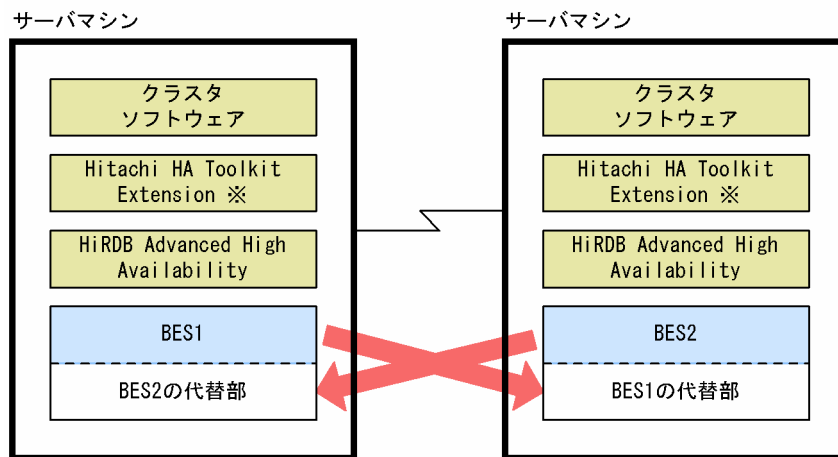 サーバマシン
クラスタ
ソフトウェア
Hitachi HA Toolkit
Extension ※
HiRDB Advanced High
Availability
BES1
BES2の代替部
サーバマシン
クラスタ
ソフトウェア
Hitachi HA Toolkit
Extension ※
HiRDB Advanced High
Availability
BES2
BES1の代替部